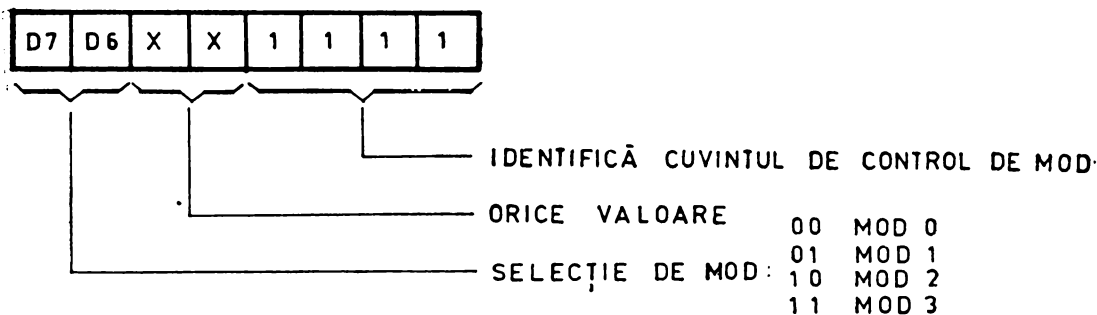 D7 D6 X X 1 1 1 1
IDENTIFICĂ CUVINTUL DE CONTROL DE MOD
ORICE VALOARE
SELECȚIE DE MOD:
00 MOD 0
01 MOD 1
10 MOD 2
11 MOD 3